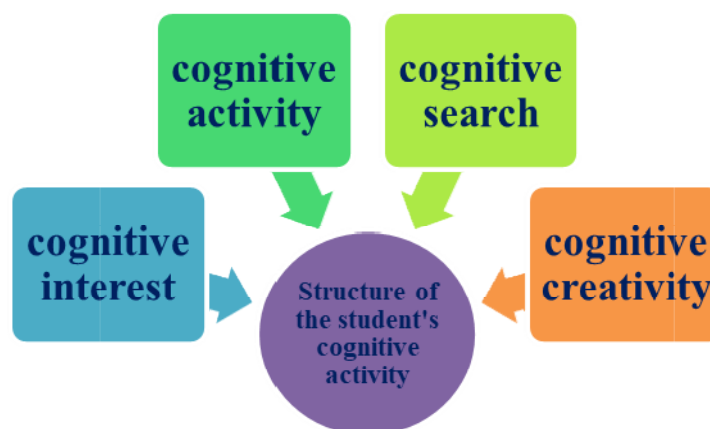 cognitive
activity
cognitive
search
cognitive
interest
cognitive
creativity
Structure of
the student's
cognitive
activity